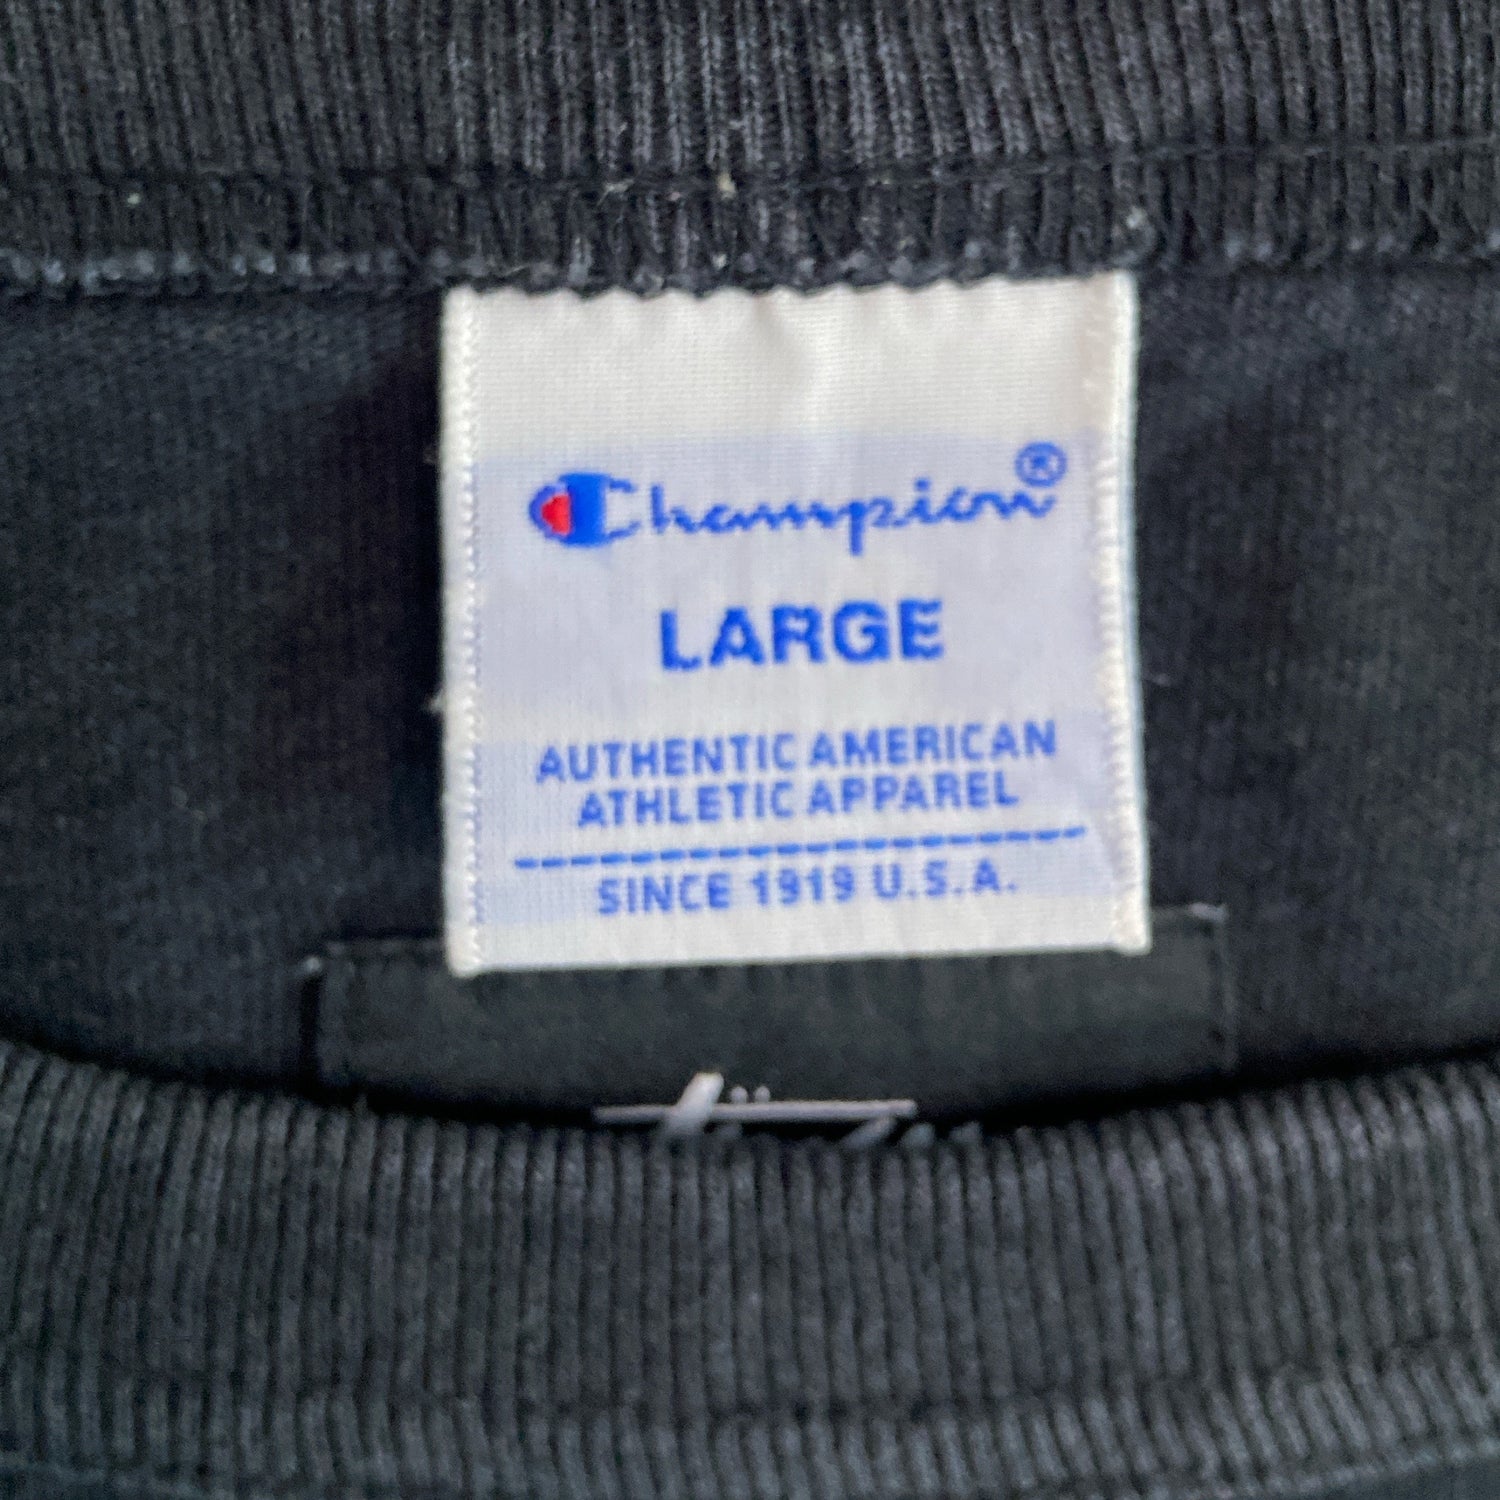 Champion®
LARGE
AUTHENTIC AMERICAN
ATHLETIC APPAREL
SINCE 1919 U.S.A.